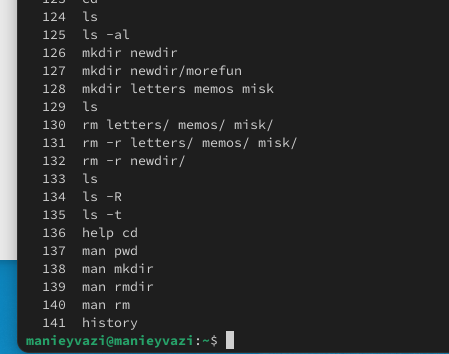 123 cd
124 ls
125 ls -al
126 mkdir newdir
127 mkdir newdir/morefun
128 mkdir letters memos misk
129 ls
130 rm letters/ memos/ misk/
131 rm -r letters/ memos/ misk/
132 rm -r newdir/
133 ls
134 ls -R
135 ls -t
136 help cd
137 man pwd
138 man mkdir
139 man rmdir
140 man rm
141 history
manieyvazi@manieyvazi:~$